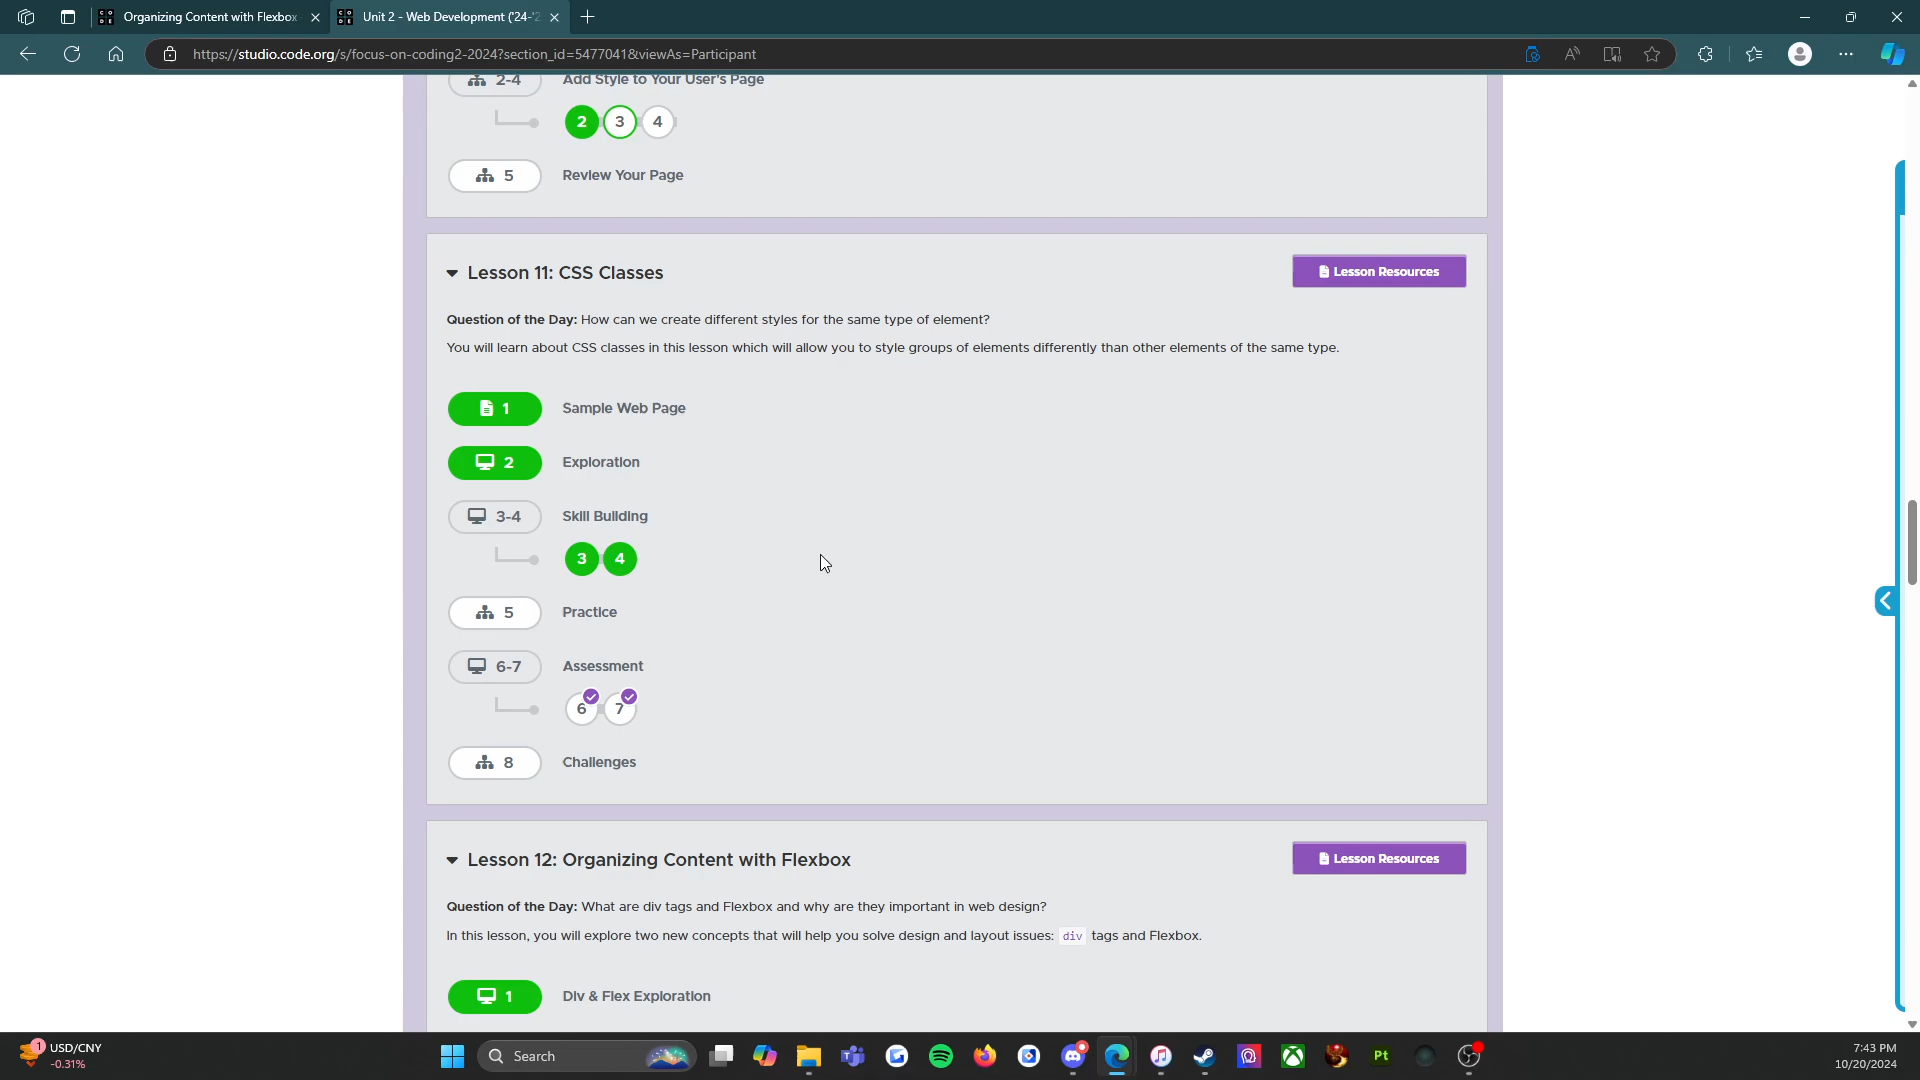 Organizing Content with Flexbox
Unit 2 - Web Development ('24-'2
https://studio.code.org/s/focus-on-coding2-2024?section_id=5477041&viewAs=Participant
2-4 Add Style to Your User's Page
2 3 4
5 Review Your Page
Lesson 11: CSS Classes
Lesson Resources
Question of the Day: How can we create different styles for the same type of element?
You will learn about CSS classes in this lesson which will allow you to style groups of elements differently than other elements of the same type.
1 Sample Web Page
2 Exploration
3-4 Skill Building
3 4
5 Practice
6-7 Assessment
6 7
8 Challenges
Lesson 12: Organizing Content with Flexbox
Lesson Resources
Question of the Day: What are div tags and Flexbox and why are they important in web design?
In this lesson, you will explore two new concepts that will help you solve design and layout issues: div tags and Flexbox.
1 Div & Flex Exploration
1 USD/CNY
-0.31%
Search
Pt
7:43 PM
10/20/2024